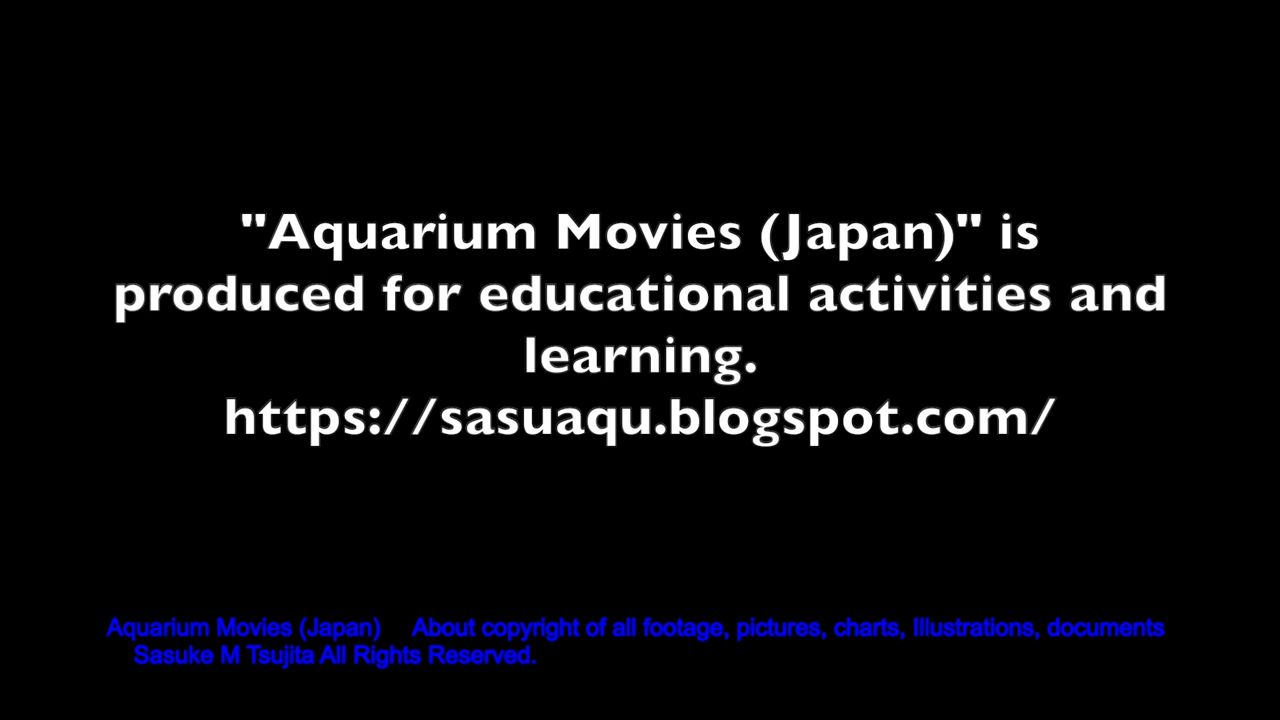 "Aquarium Movies (Japan)" is
produced for educational activities and
learning.
https://sasuaqu.blogspot.com/
Aquarium Movies (Japan) About copyright of all footage, pictures, charts, Illustrations, documents
Sasuke M Tsujita All Rights Reserved.